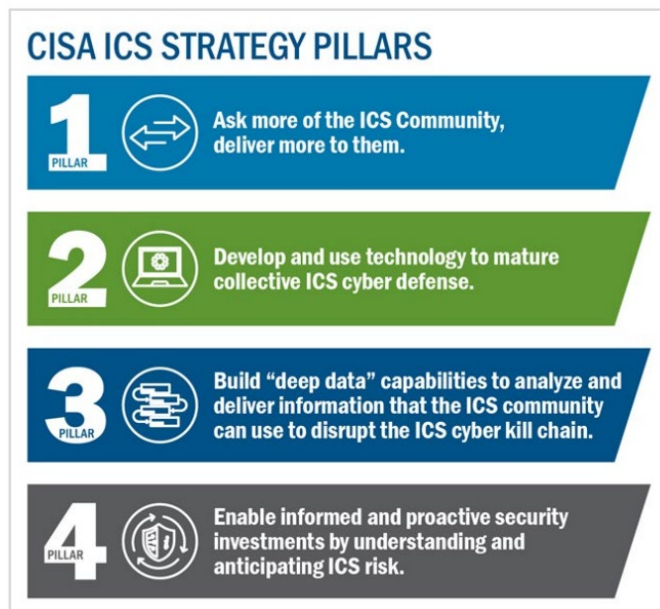 CISA ICS STRATEGY PILLARS
1
PILLAR
Ask more of the ICS Community,
deliver more to them.
2
PILLAR
Develop and use technology to mature
collective ICS cyber defense.
3
PILLAR
Build “deep data” capabilities to analyze and
deliver information that the ICS community
can use to disrupt the ICS cyber kill chain.
4
PILLAR
Enable informed and proactive security
investments by understanding and
anticipating ICS risk.